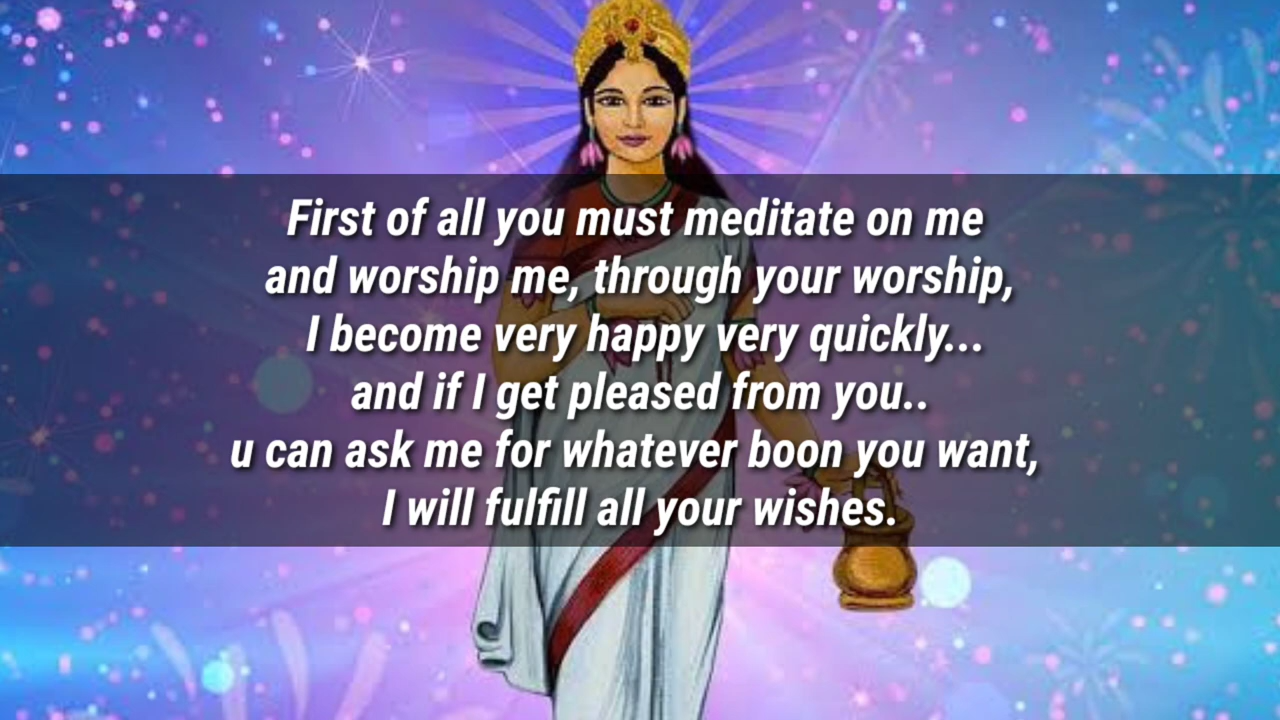 First of all you must meditate on me
and worship me, through your worship,
I become very happy very quickly...
and if I get pleased from you..
u can ask me for whatever boon you want,
I will fulfill all your wishes.